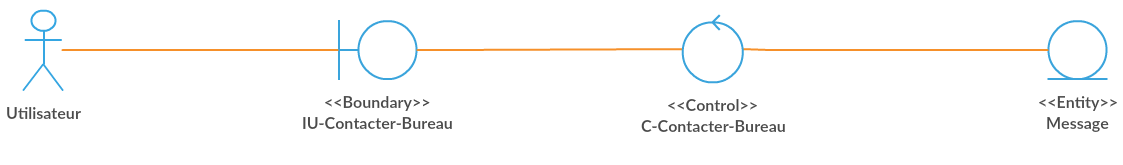 Utilisateur
<<Boundary>>
IU-Contacter-Bureau
<<Control>>
C-Contacter-Bureau
<<Entity>>
Message